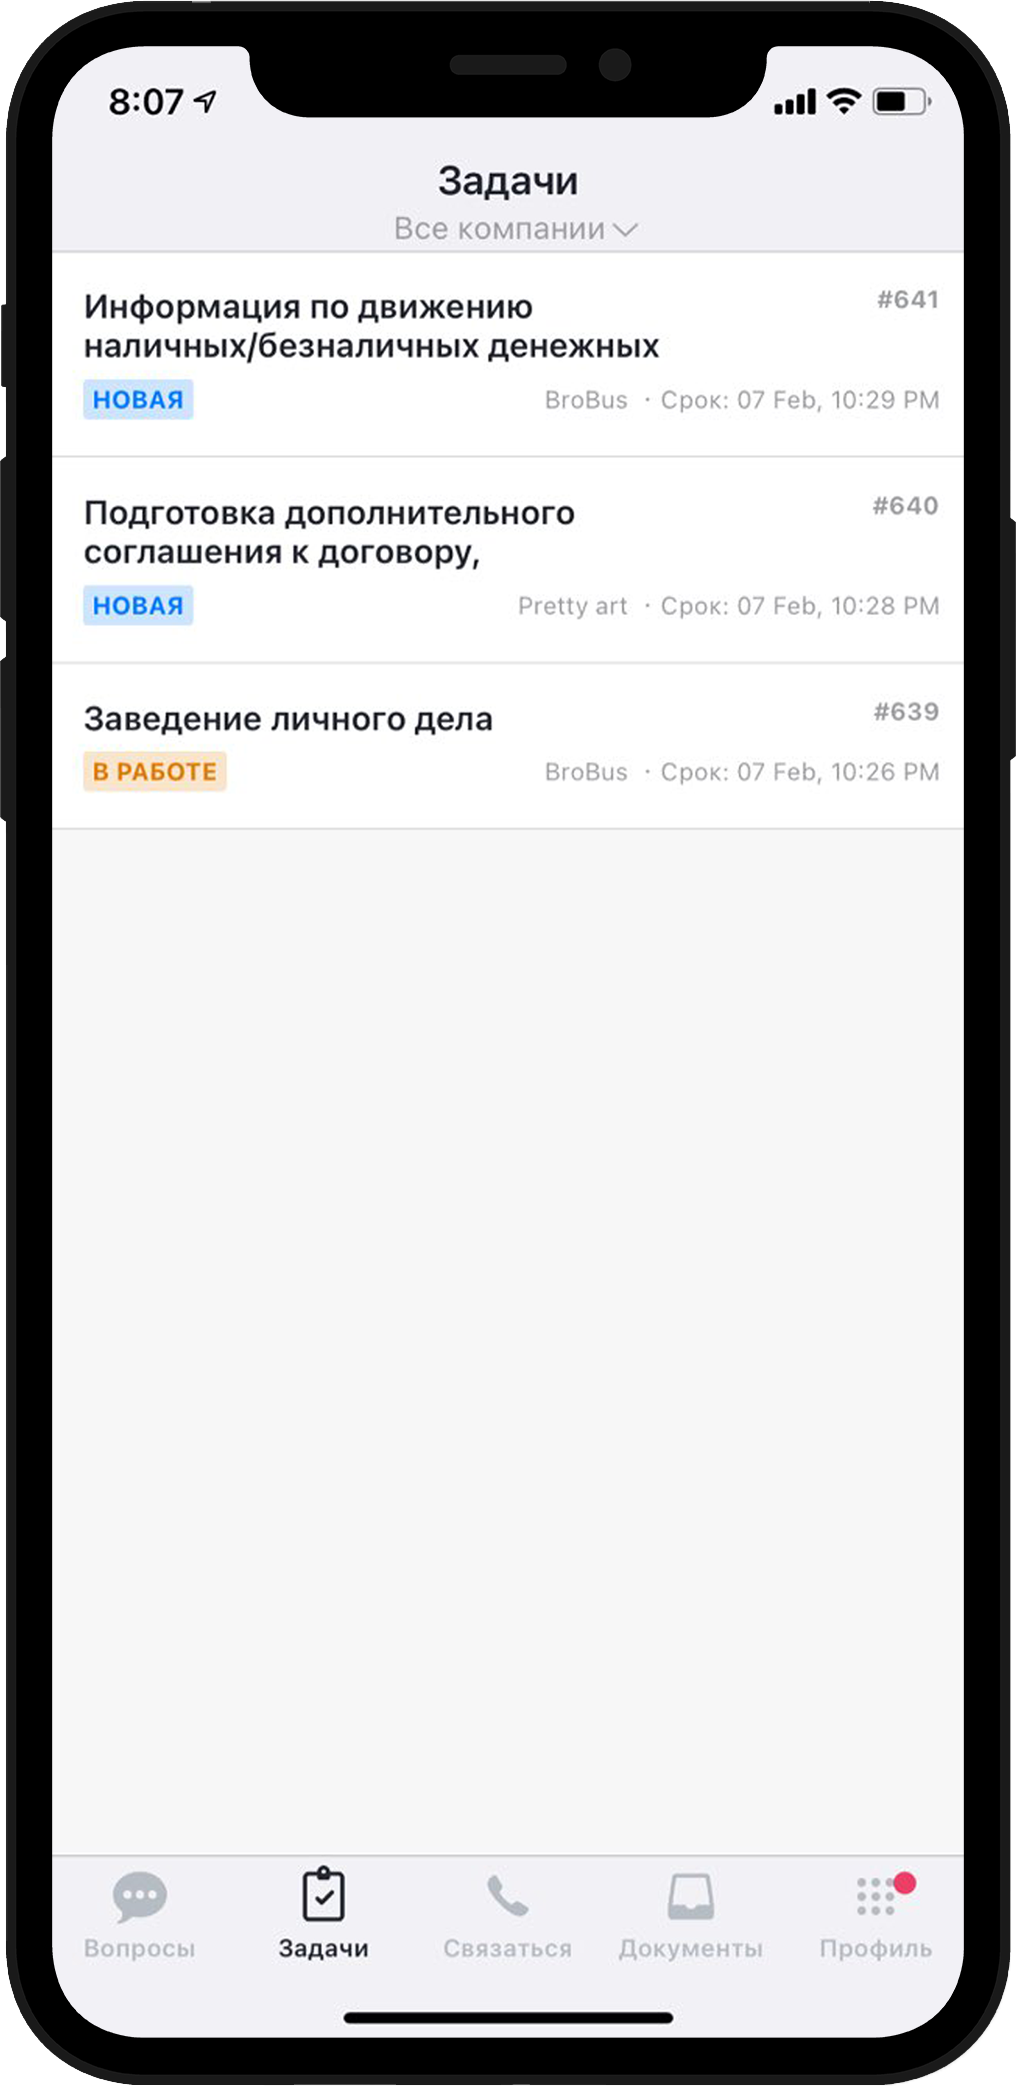 8:07
Задачи
Все компании
Информация по движению
#641
наличных/безналичных денежных
НОВАЯ
BroBus · Срок: 07 Feb, 10:29 PM
Подготовка дополнительного
#640
соглашения к договору,
НОВАЯ
Pretty art · Срок: 07 Feb, 10:28 PM
Заведение личного дела
#639
В РАБОТЕ
BroBus · Срок: 07 Feb, 10:26 PM
Вопросы
Задачи
Связаться
Документы
Профиль